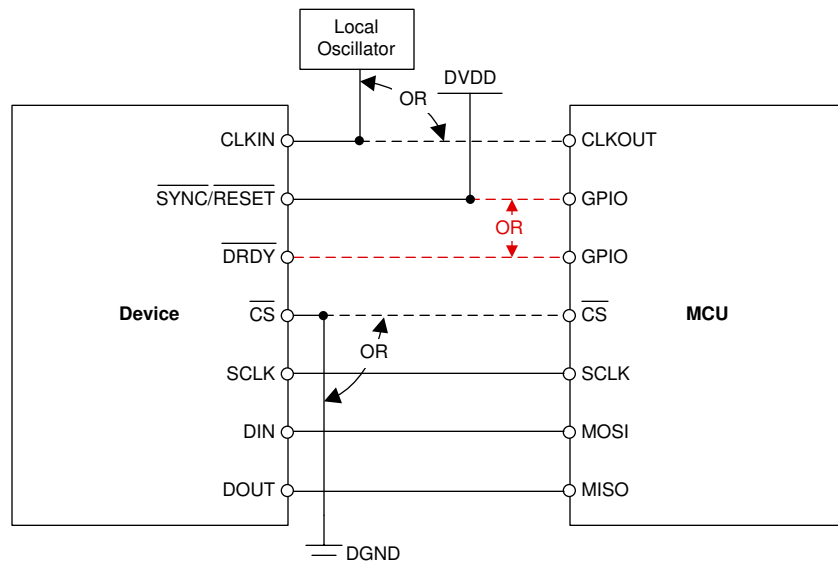 Local
Oscillator
DVDD
OR
CLKIN
CLKOUT
SYNC/RESET
GPIO
OR
DRDY
GPIO
Device
CS
CS
MCU
OR
SCLK
SCLK
DIN
MOSI
DOUT
MISO
DGND